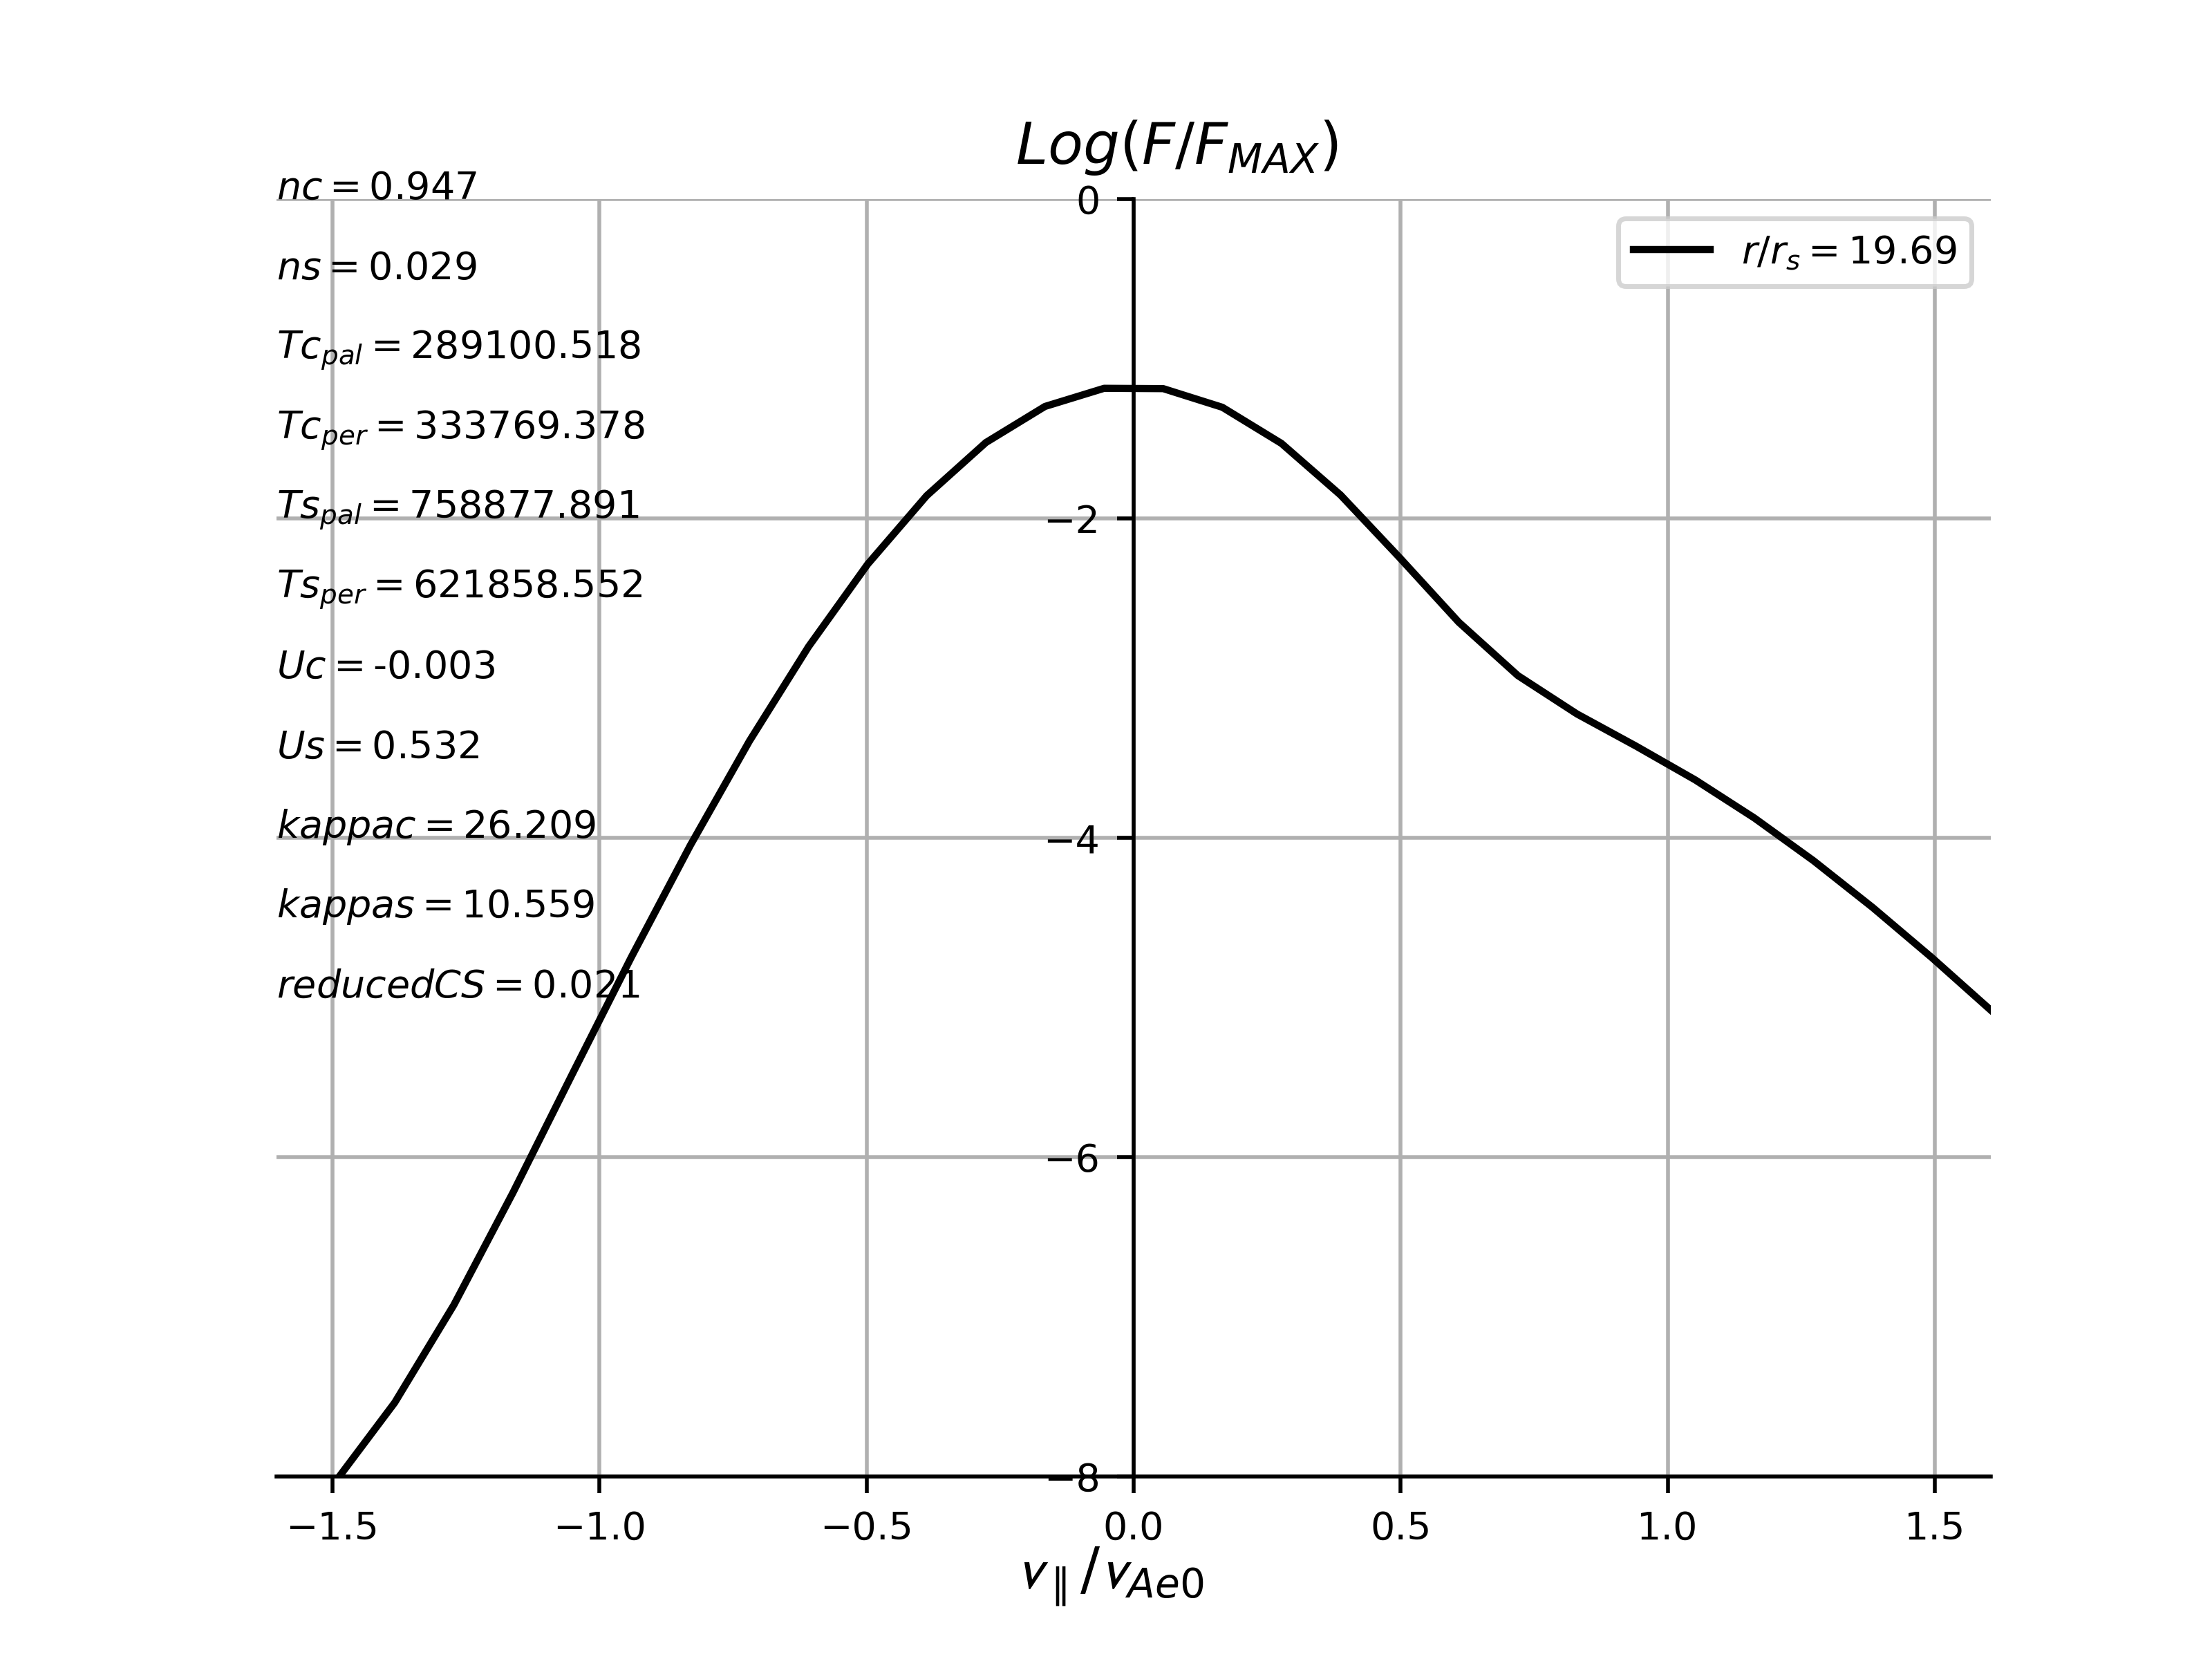 Log(F/F_MAX)
nc = 0.947
ns = 0.029
Tc_pal = 289100.518
Tc_per = 333769.378
Ts_pal = 758877.891
Ts_per = 621858.552
Uc = -0.003
Us = 0.532
kappac = 26.209
kappas = 10.559
reducedCS = 0.021
r/r_s = 19.69
0
−2
−4
−6
−8
−1.5 −1.0 −0.5 0.0 0.5 1.0 1.5
v_∥/v_Ae0